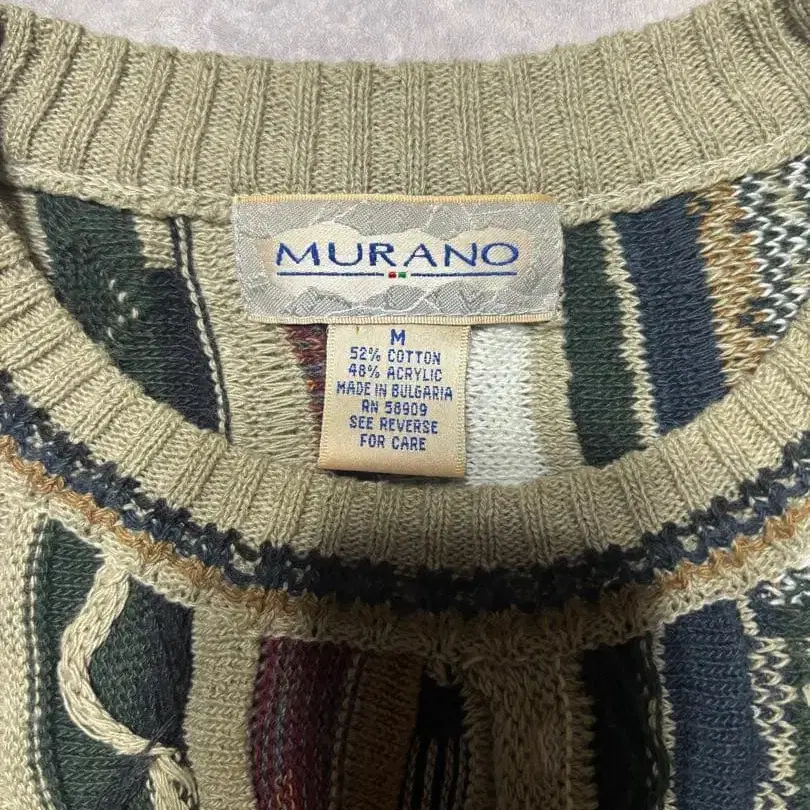 MURANO
M
52% COTTON
48% ACRYLIC
MADE IN BULGARIA
RN 58909
SEE REVERSE
FOR CARE